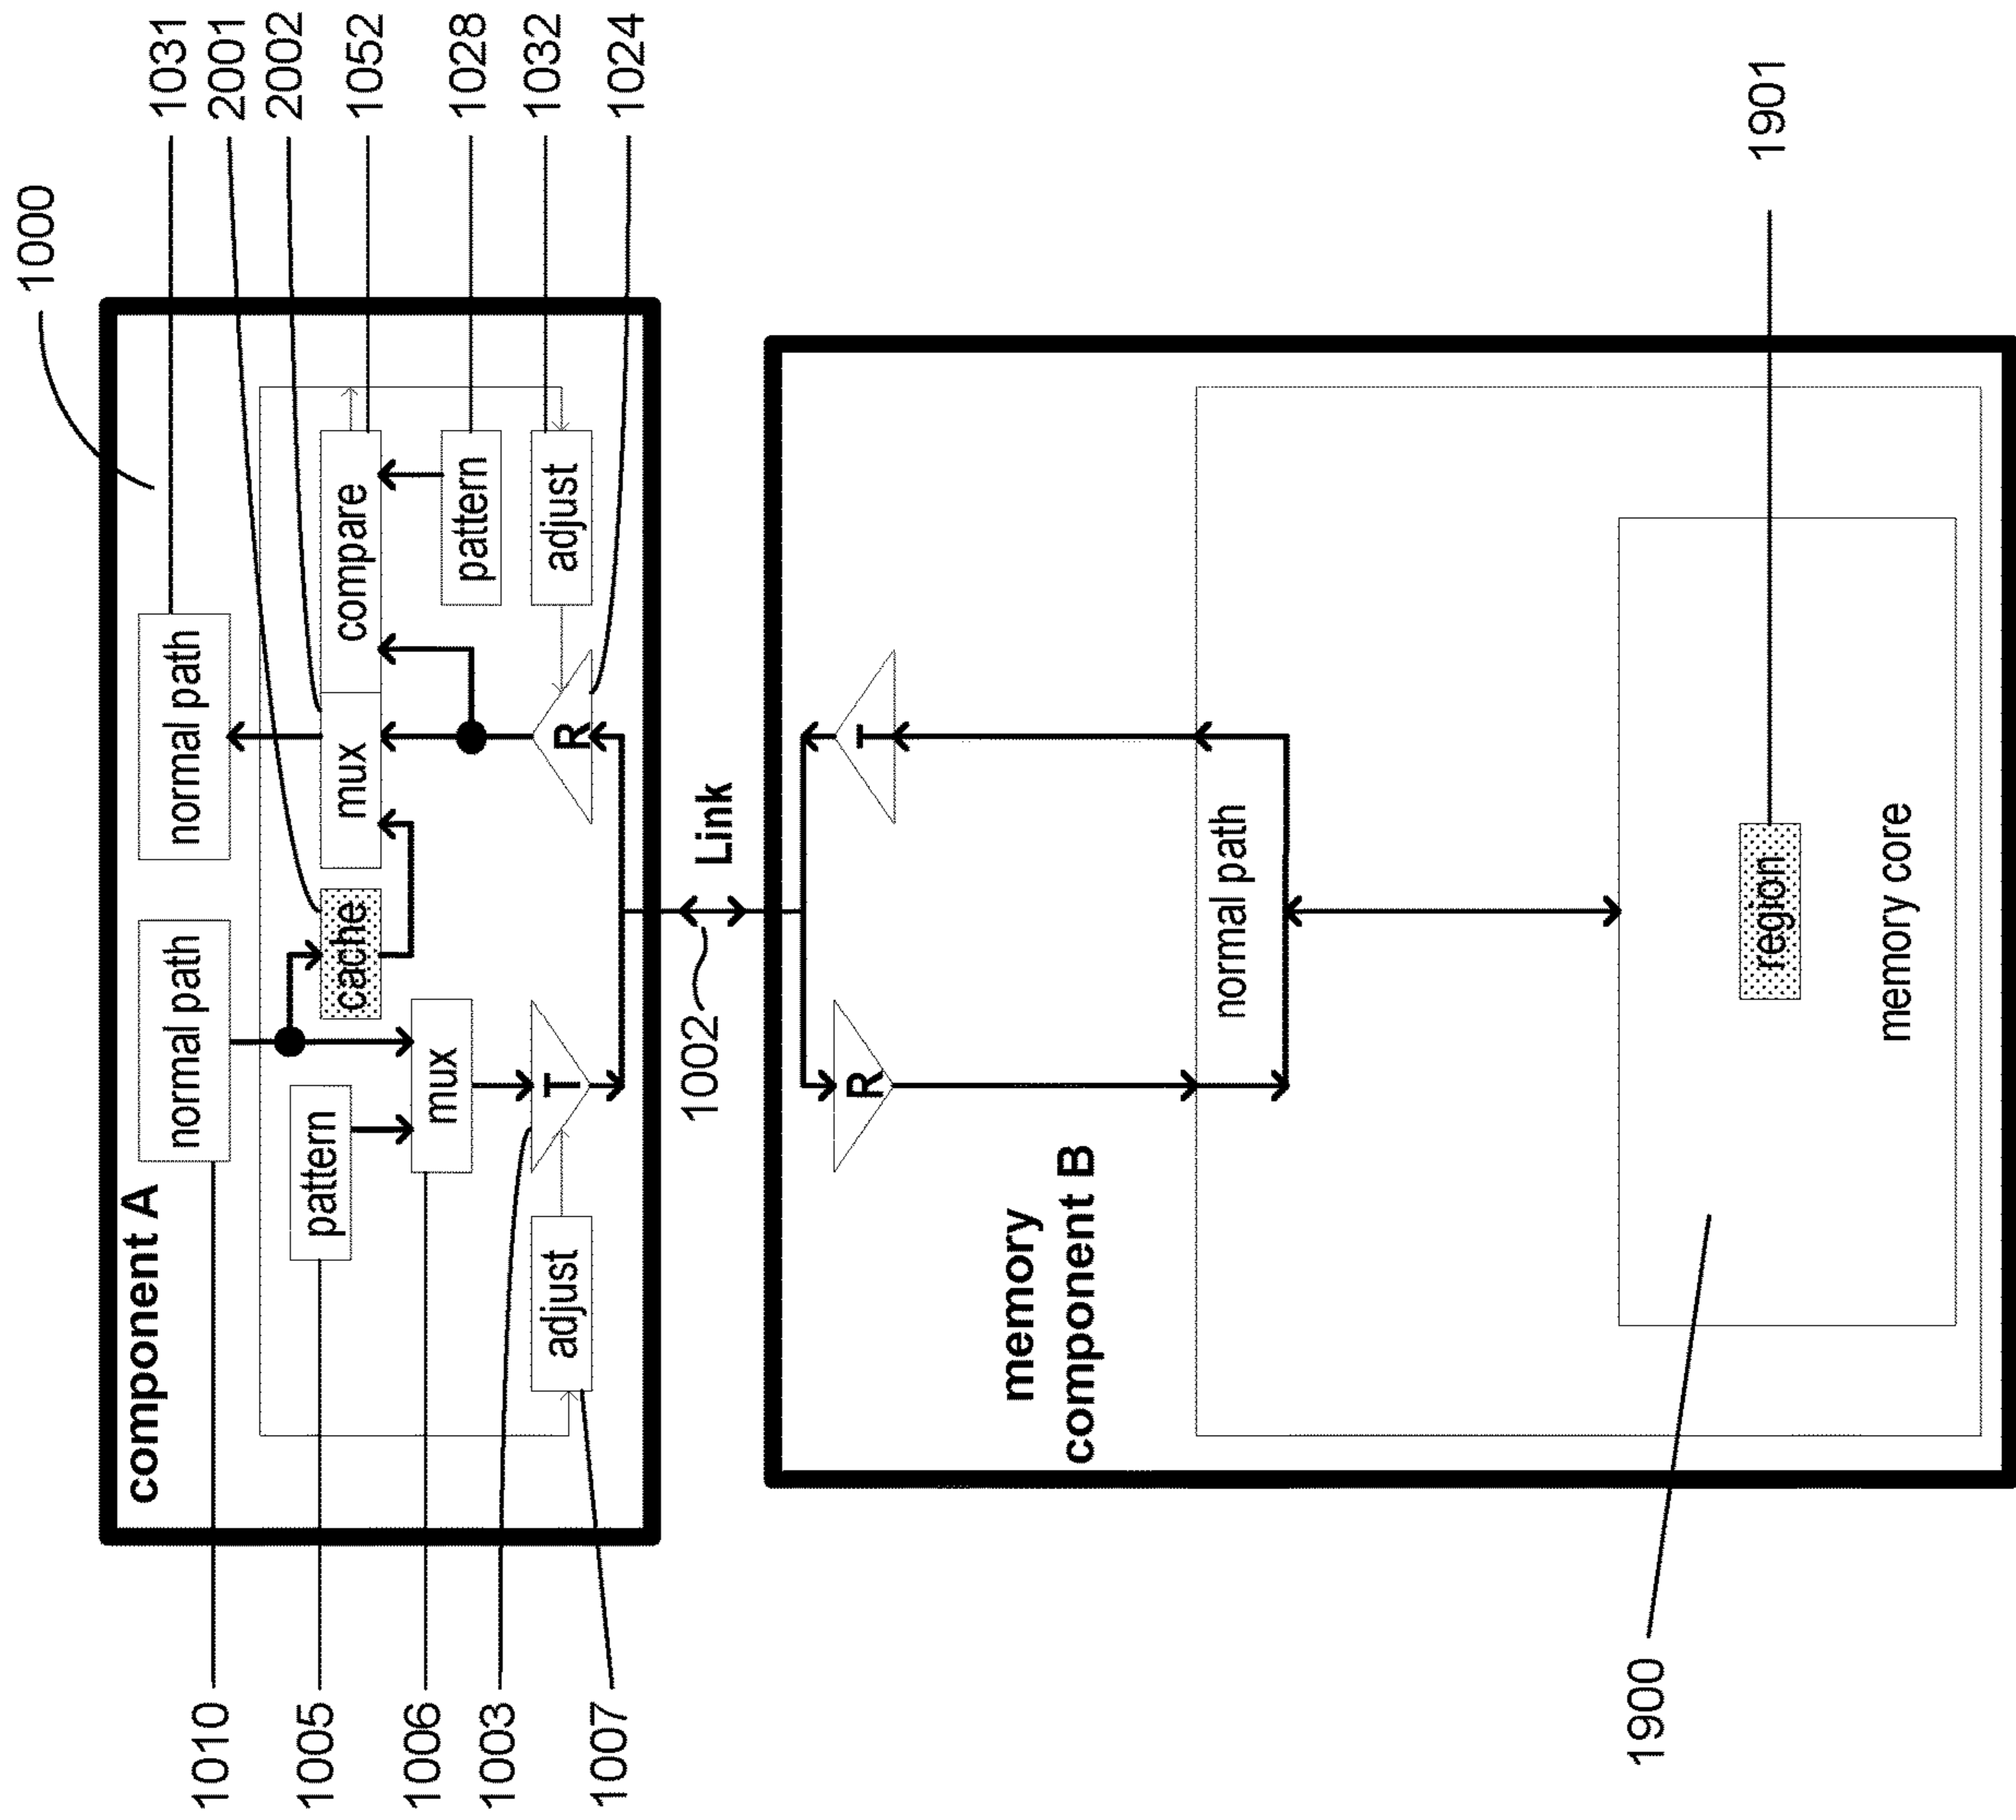 1000
1031
2001
2002
1052
1028
1032
1024
1010
1005
1006
1003
1007
component A
normal path
normal path
pattern
cache
mux
compare
mux
pattern
adjust
T
R
adjust
1002
Link
R
T
memory
component B
normal path
region
memory core
1900
1901